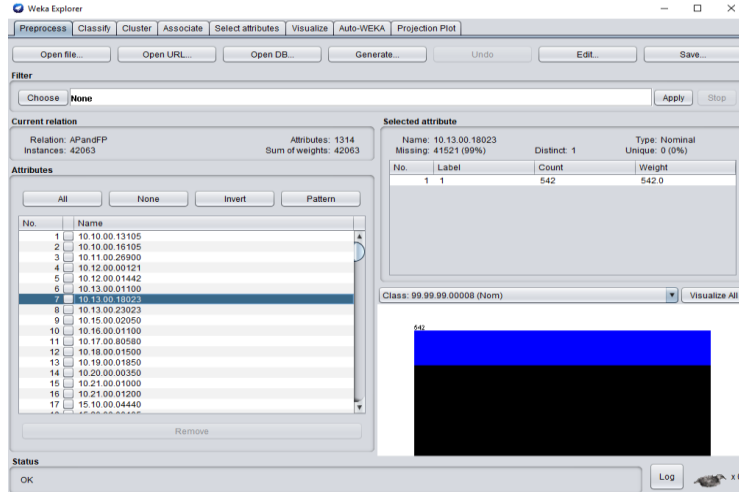 Weka Explorer
Preprocess Classify Cluster Associate Select attributes Visualize Auto-WEKA Projection Plot
Open file... Open URL... Open DB... Generate... Undo Edit... Save...
Filter
Choose None Apply Stop
Current relation
Relation: APandFP Attributes: 1314
Instances: 42063 Sum of weights: 42063
Attributes
All None Invert Pattern
No. Name
1 10.10.00.13105
2 10.10.00.16105
3 10.11.00.26900
4 10.12.00.00121
5 10.12.00.01442
6 10.13.00.01100
7 10.13.00.18023
8 10.13.00.23023
9 10.15.00.02050
10 10.16.00.01100
11 10.17.00.80580
12 10.18.00.01500
13 10.19.00.01850
14 10.20.00.00350
15 10.21.00.01000
16 10.21.00.01200
17 15.10.00.04440
Remove
Selected attribute
Name: 10.13.00.18023 Type: Nominal
Missing: 41521 (99%) Distinct: 1 Unique: 0 (0%)
No. Label Count Weight
1 1 542 542.0
Class: 99.99.99.00008 (Nom) Visualize All
542
Status
OK
Log